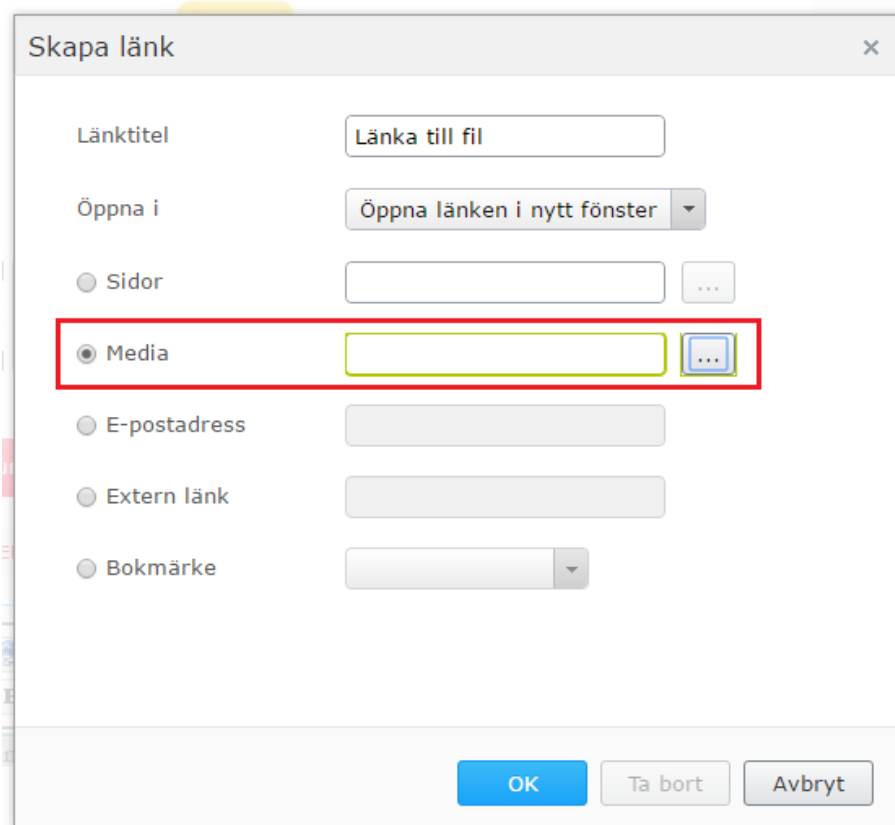 Skapa länk
Länktitel Länka till fil
Öppna i Öppna länken i nytt fönster
Sidor ...
Media ...
E-postadress
Extern länk
Bokmärke
OK Ta bort Avbryt